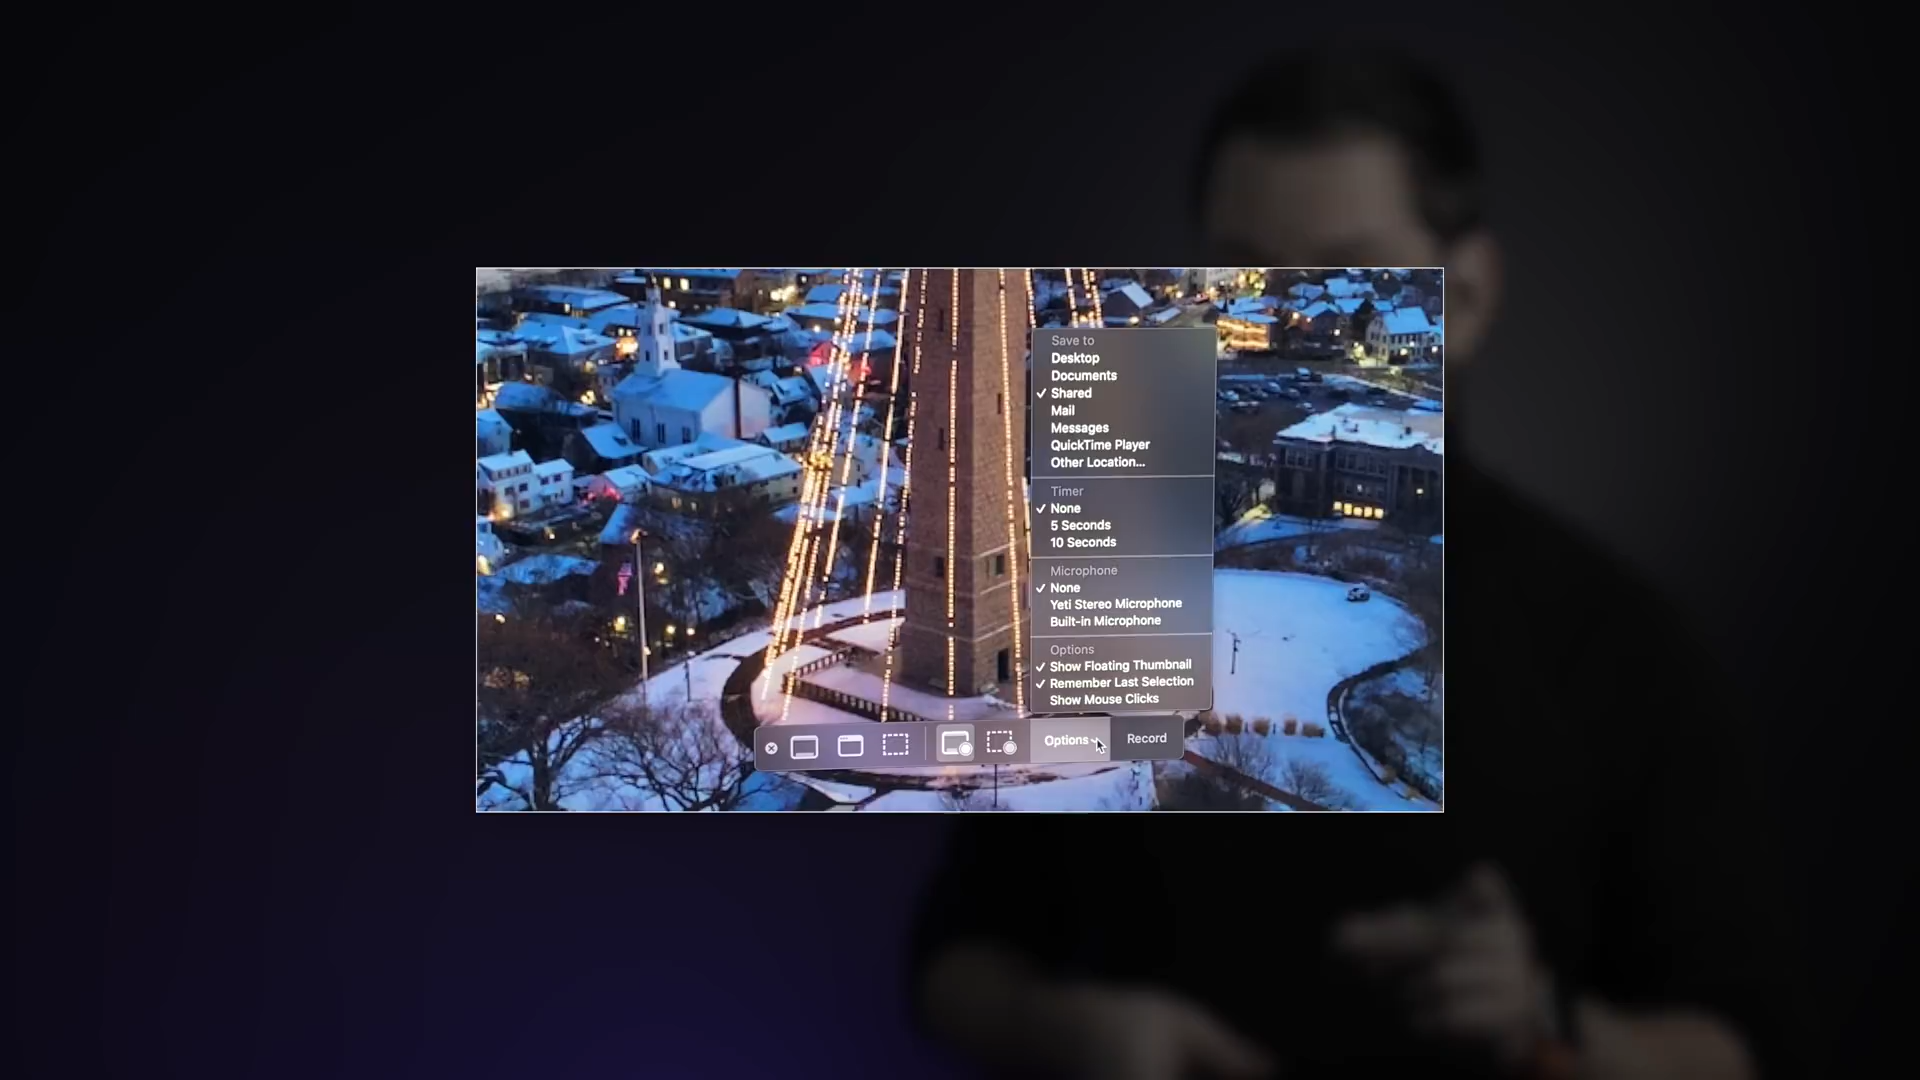 Save to
Desktop
Documents
✓ Shared
Mail
Messages
QuickTime Player
Other Location...
Timer
✓ None
5 Seconds
10 Seconds
Microphone
✓ None
Yeti Stereo Microphone
Built-in Microphone
Options
✓ Show Floating Thumbnail
✓ Remember Last Selection
Show Mouse Clicks
Options
Record